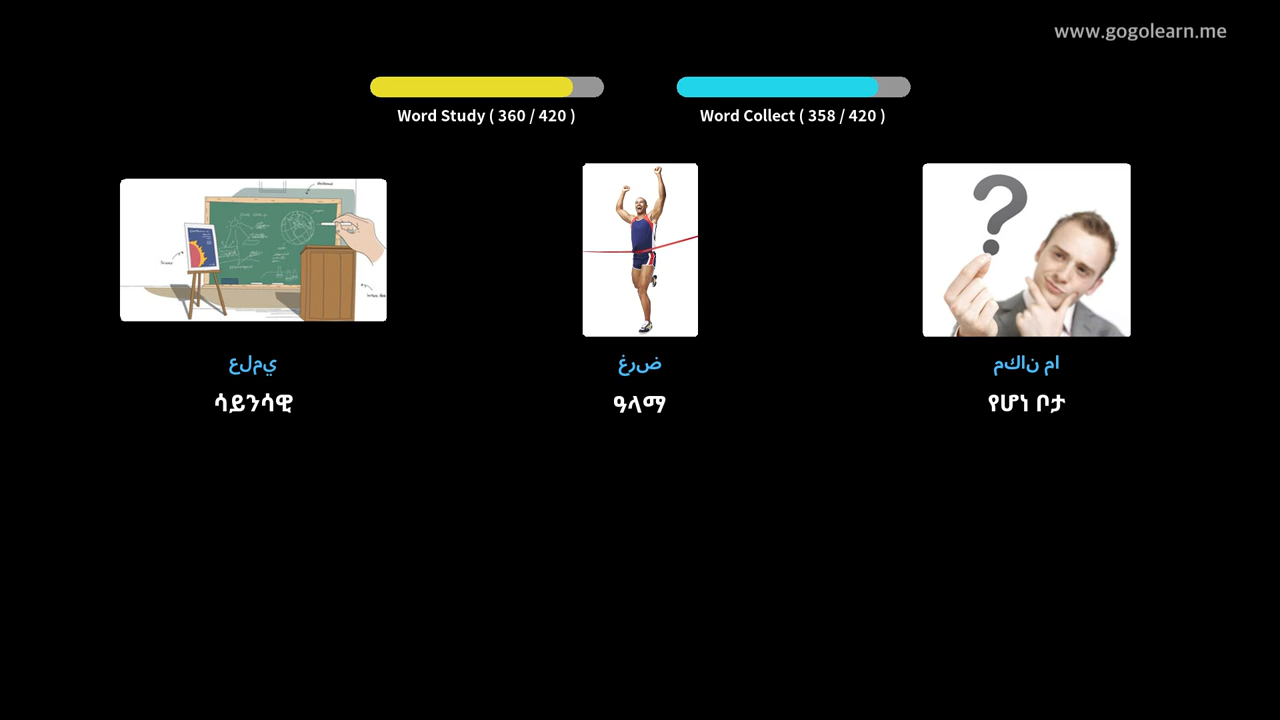 www.gogolearn.me
Word Study ( 360 / 420 )
Word Collect ( 358 / 420 )
علمي
غرض
مكان ما
ሳይንሳዊ
ዓላማ
የሆነ ቦታ